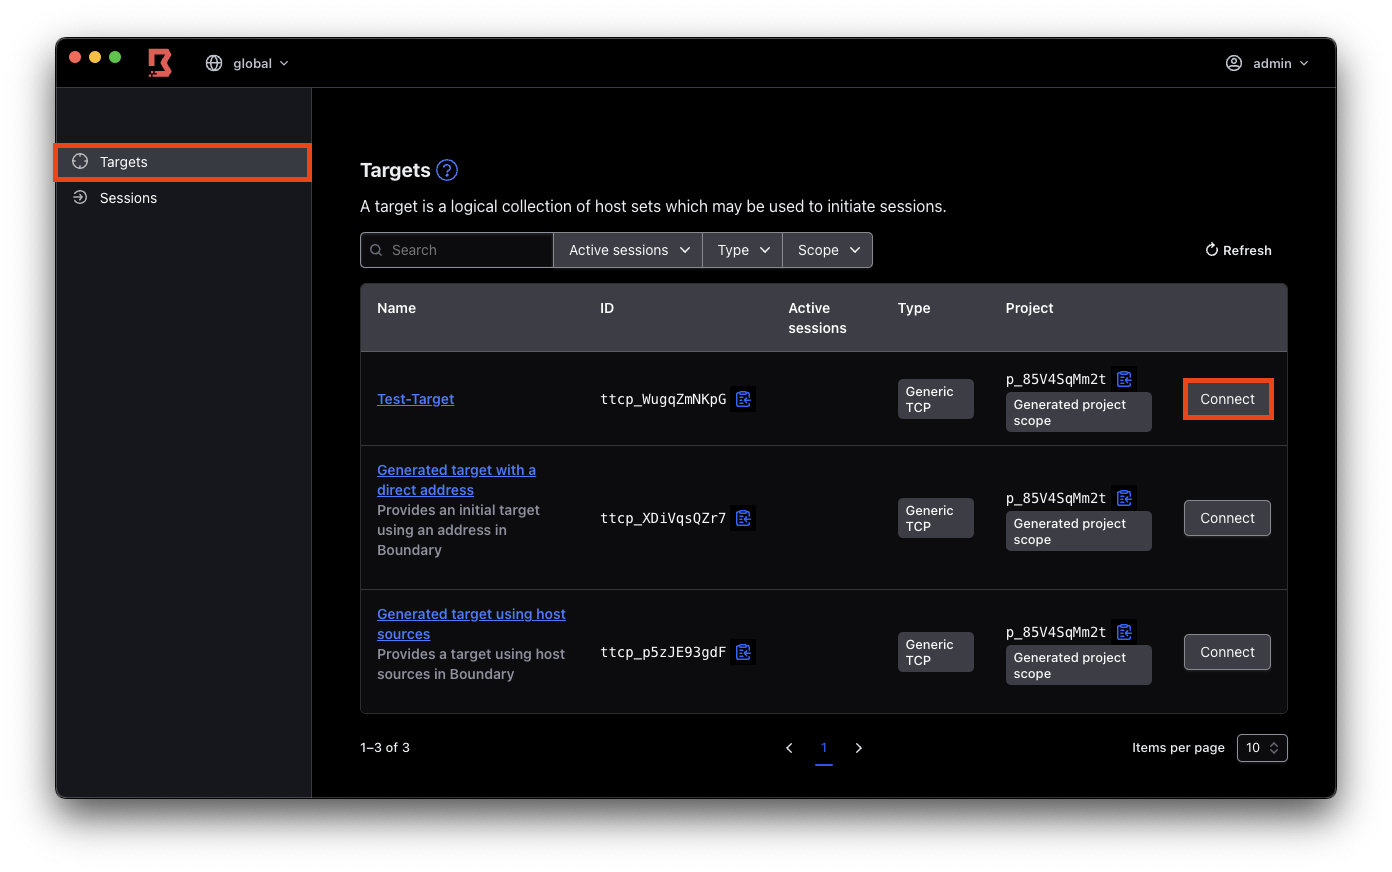 global
admin
Targets
Sessions
Targets ?
A target is a logical collection of host sets which may be used to initiate sessions.
Search
Active sessions
Type
Scope
Refresh
Name
ID
Active
sessions
Type
Project
Test-Target
ttcp_WugqZmNKpG
Generic
TCP
p_85V4SqMm2t
Generated project
scope
Connect
Generated target with a
direct address
Provides an initial target
using an address in
Boundary
ttcp_XDiVqsQZr7
Generic
TCP
p_85V4SqMm2t
Generated project
scope
Connect
Generated target using host
sources
Provides a target using host
sources in Boundary
ttcp_p5zJE93gdF
Generic
TCP
p_85V4SqMm2t
Generated project
scope
Connect
1–3 of 3
1
Items per page
10